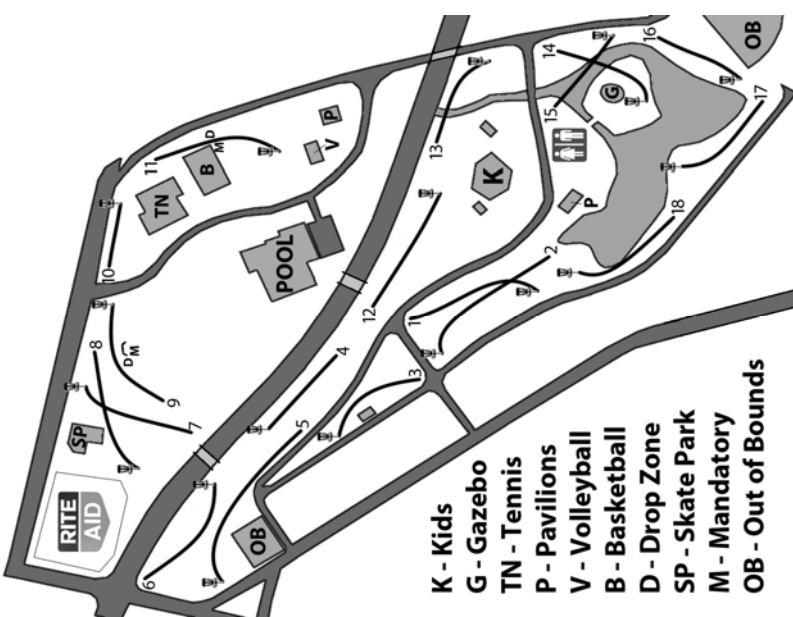 OB
16
14
G
17
15
13
P
D
M
11
V
B
K
TN
P
18
10
POOL
2
12
1
8
D
M
4
3
9
7
5
SP
RITE
AID
OB
6
K - Kids
G - Gazebo
TN - Tennis
P - Pavilions
V - Volleyball
B - Basketball
D - Drop Zone
SP - Skate Park
M - Mandatory
OB - Out of Bounds